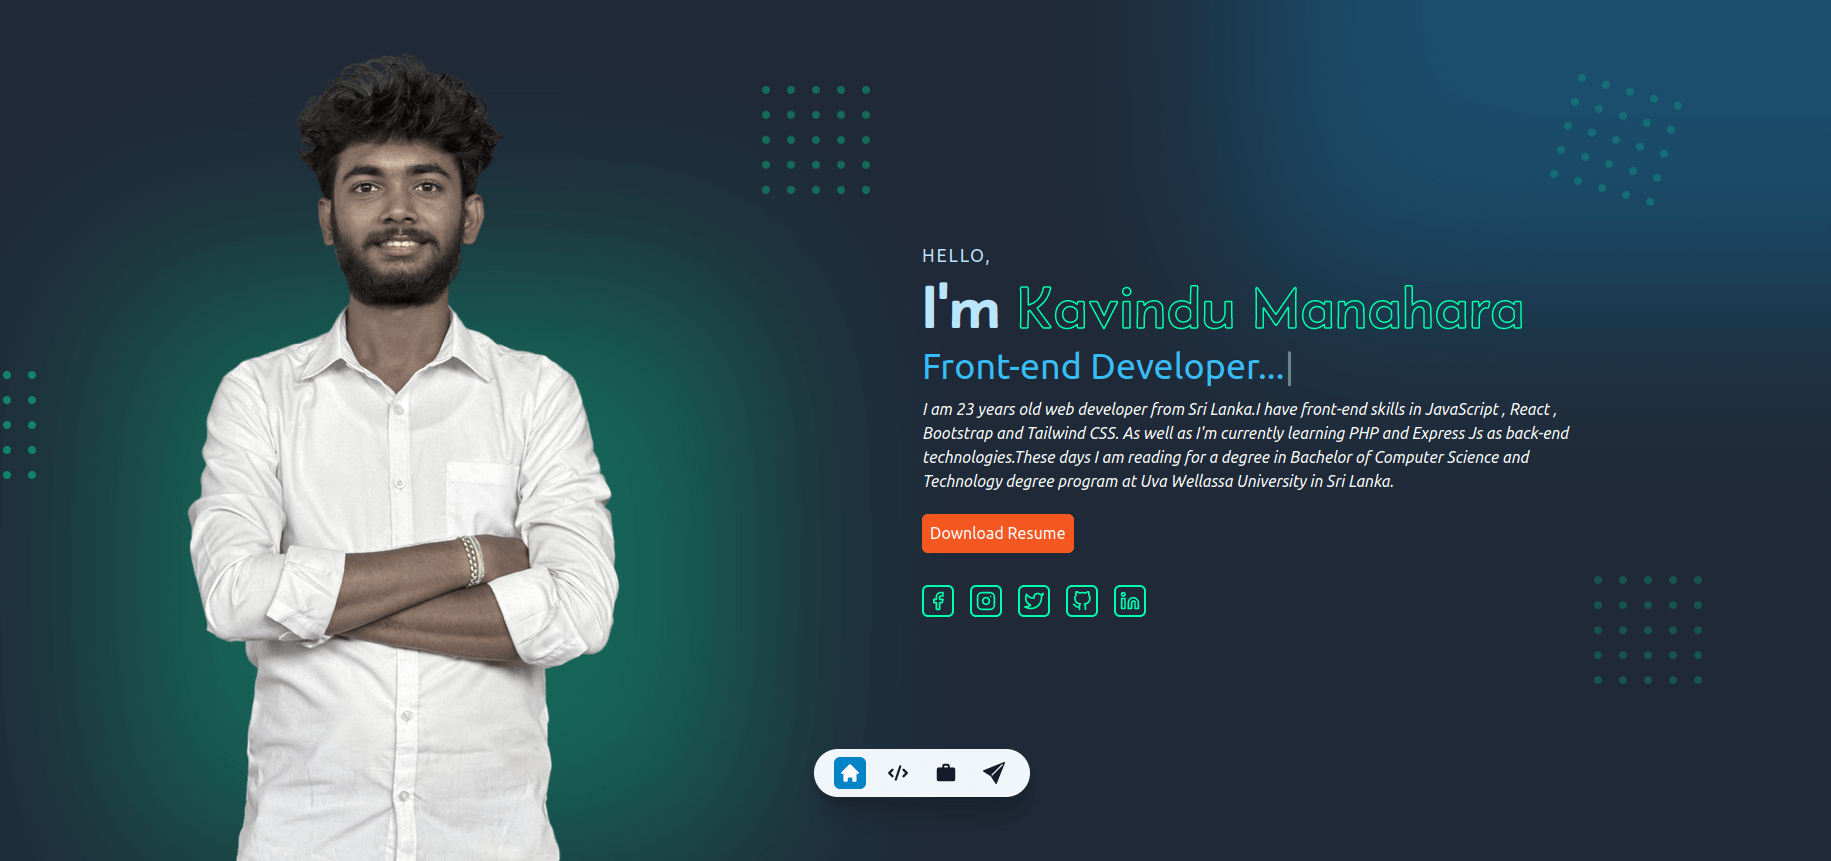 HELLO,
I'm Kavindu Manahara
Front-end Developer...|
I am 23 years old web developer from Sri Lanka.I have front-end skills in JavaScript , React ,
Bootstrap and Tailwind CSS. As well as I'm currently learning PHP and Express Js as back-end
technologies.These days I am reading for a degree in Bachelor of Computer Science and
Technology degree program at Uva Wellassa University in Sri Lanka.
Download Resume